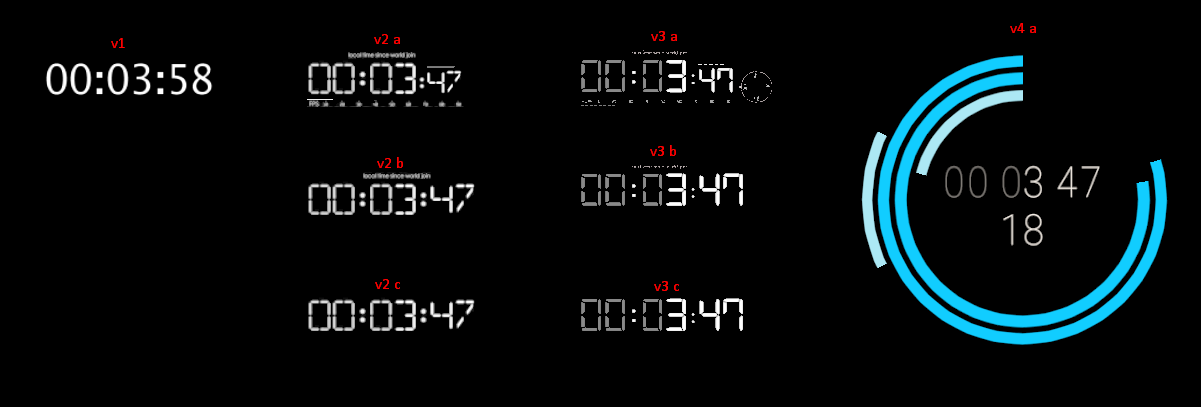 v1
00:03:58
v2 a
local time since world join
00:03:47
FPS
v2 b
local time since world join
00:03:47
v2 c
00:03:47
v3 a
00:03:47
v3 b
00:03:47
v3 c
00:03:47
v4 a
00 03 47
18